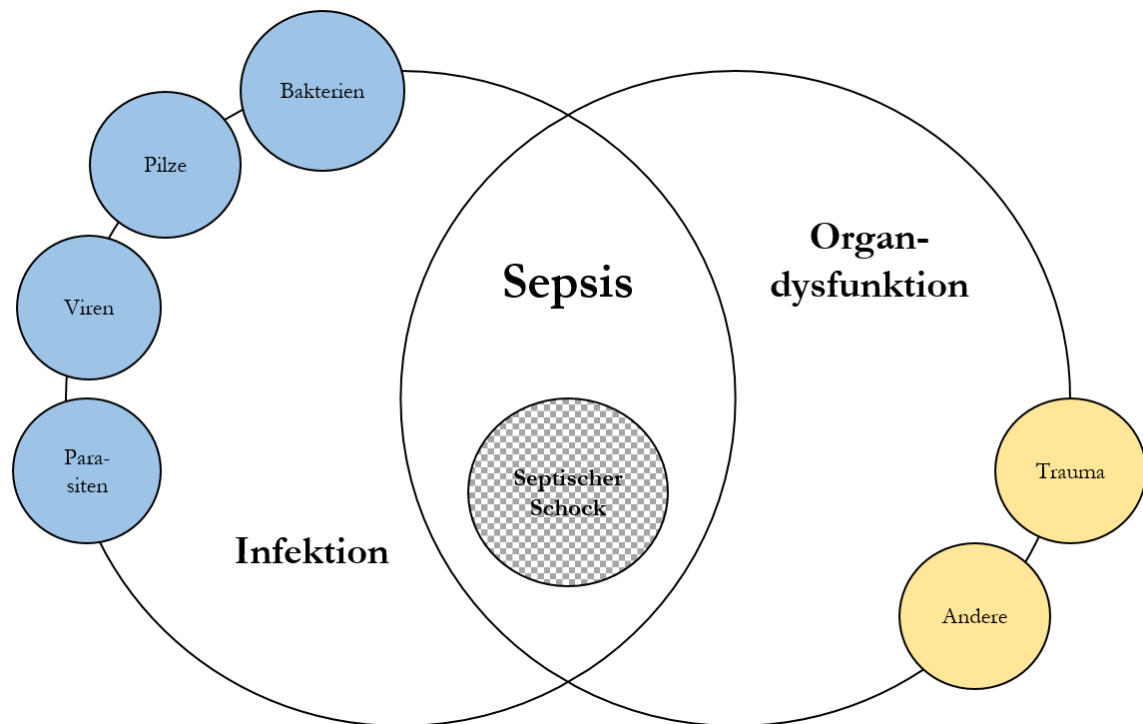 Bakterien
Pilze
Viren
Para-
siten
Infektion
Sepsis
Septischer
Schock
Organ-
dysfunktion
Trauma
Andere